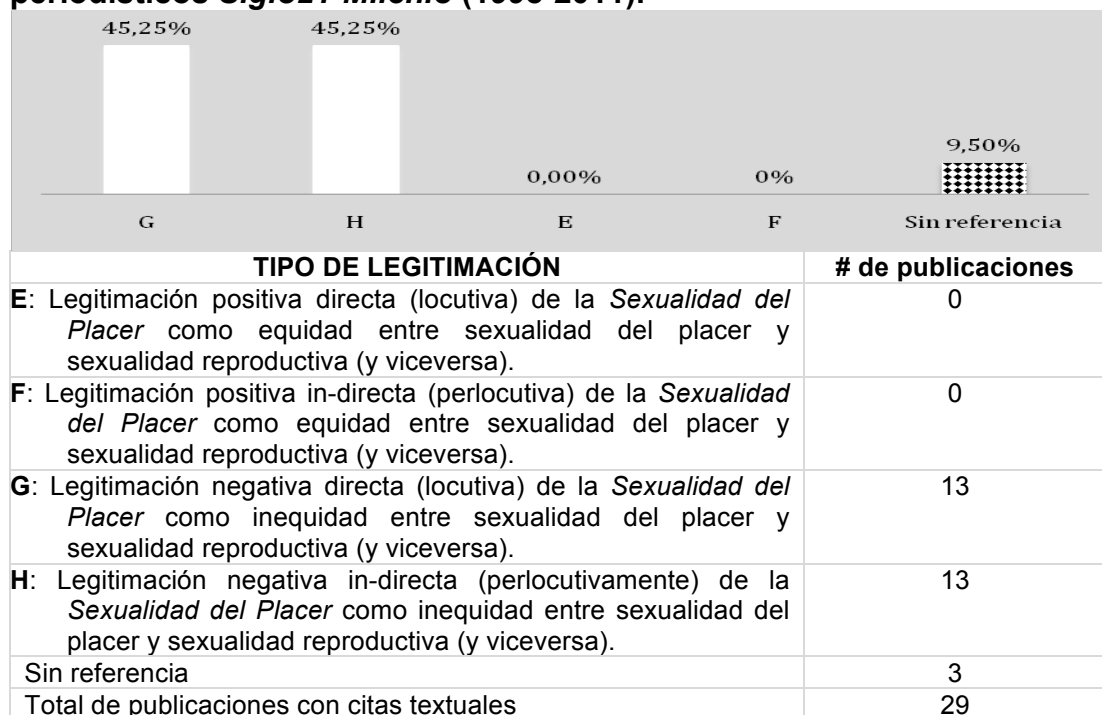 periodísticos Siglo21-Milenio (1998-2011).
45,25% 45,25%
9,50%
0,00% 0%
G H E F Sin referencia
TIPO DE LEGITIMACIÓN # de publicaciones
E: Legitimación positiva directa (locutiva) de la Sexualidad del 0
Placer como equidad entre sexualidad del placer y
sexualidad reproductiva (y viceversa).
F: Legitimación positiva in-directa (perlocutiva) de la Sexualidad 0
del Placer como equidad entre sexualidad del placer y
sexualidad reproductiva (y viceversa).
G: Legitimación negativa directa (locutiva) de la Sexualidad del 13
Placer como inequidad entre sexualidad del placer y
sexualidad reproductiva (y viceversa).
H: Legitimación negativa in-directa (perlocutivamente) de la 13
Sexualidad del Placer como inequidad entre sexualidad del
placer y sexualidad reproductiva (y viceversa).
Sin referencia 3
Total de publicaciones con citas textuales 29